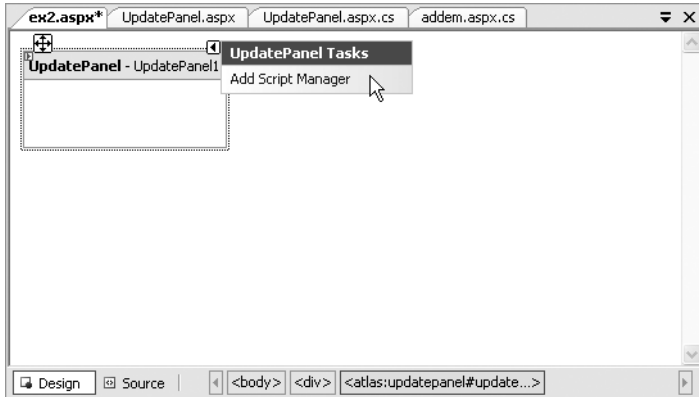 ex2.aspx* UpdatePanel.aspx UpdatePanel.aspx.cs addem.aspx.cs
UpdatePanel Tasks
UpdatePanel - UpdatePanel1
Add Script Manager
Design Source <body> <div> <atlas:updatepanel#update...>